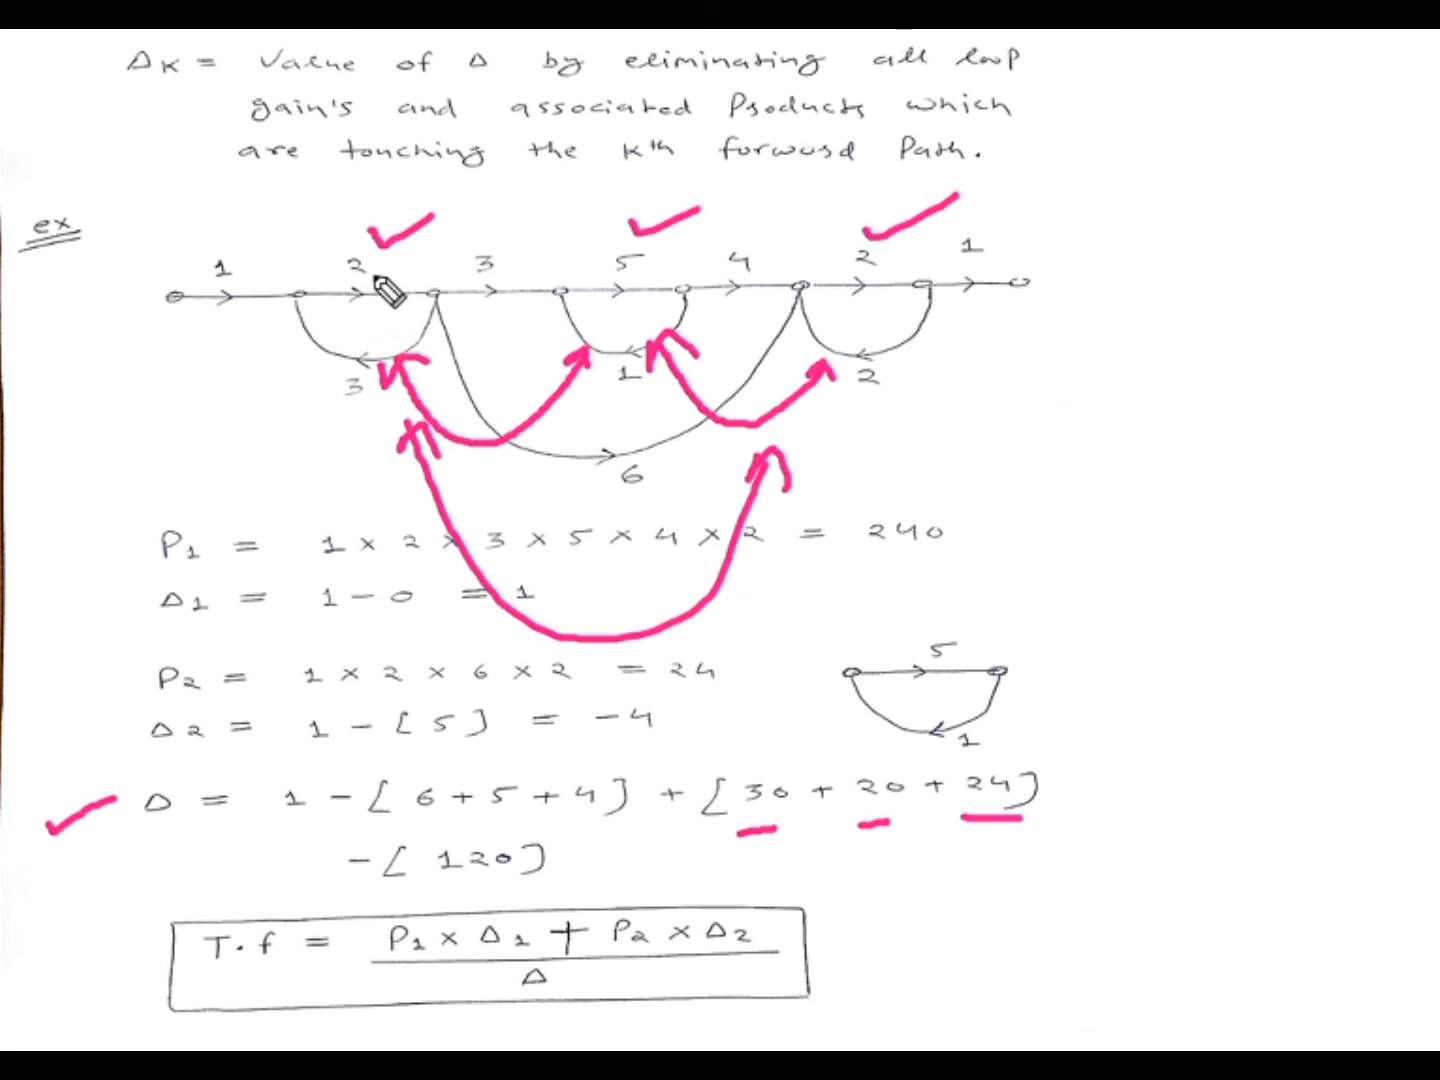 ΔK = Value of Δ by eliminating all loop
gain's and associated Products which
are touching the Kth forward Path.
ex
1 2 3 5 4 2 1
3 1 2
6
P1 = 1 x 2 x 3 x 5 x 4 x 2 = 240
Δ1 = 1 - 0 = 1
P2 = 1 x 2 x 6 x 2 = 24
5
Δ2 = 1 - [5] = -4
1
Δ = 1 - [6 + 5 + 4] + [30 + 20 + 24]
- [120]
T.f = P1 x Δ1 + P2 x Δ2
Δ